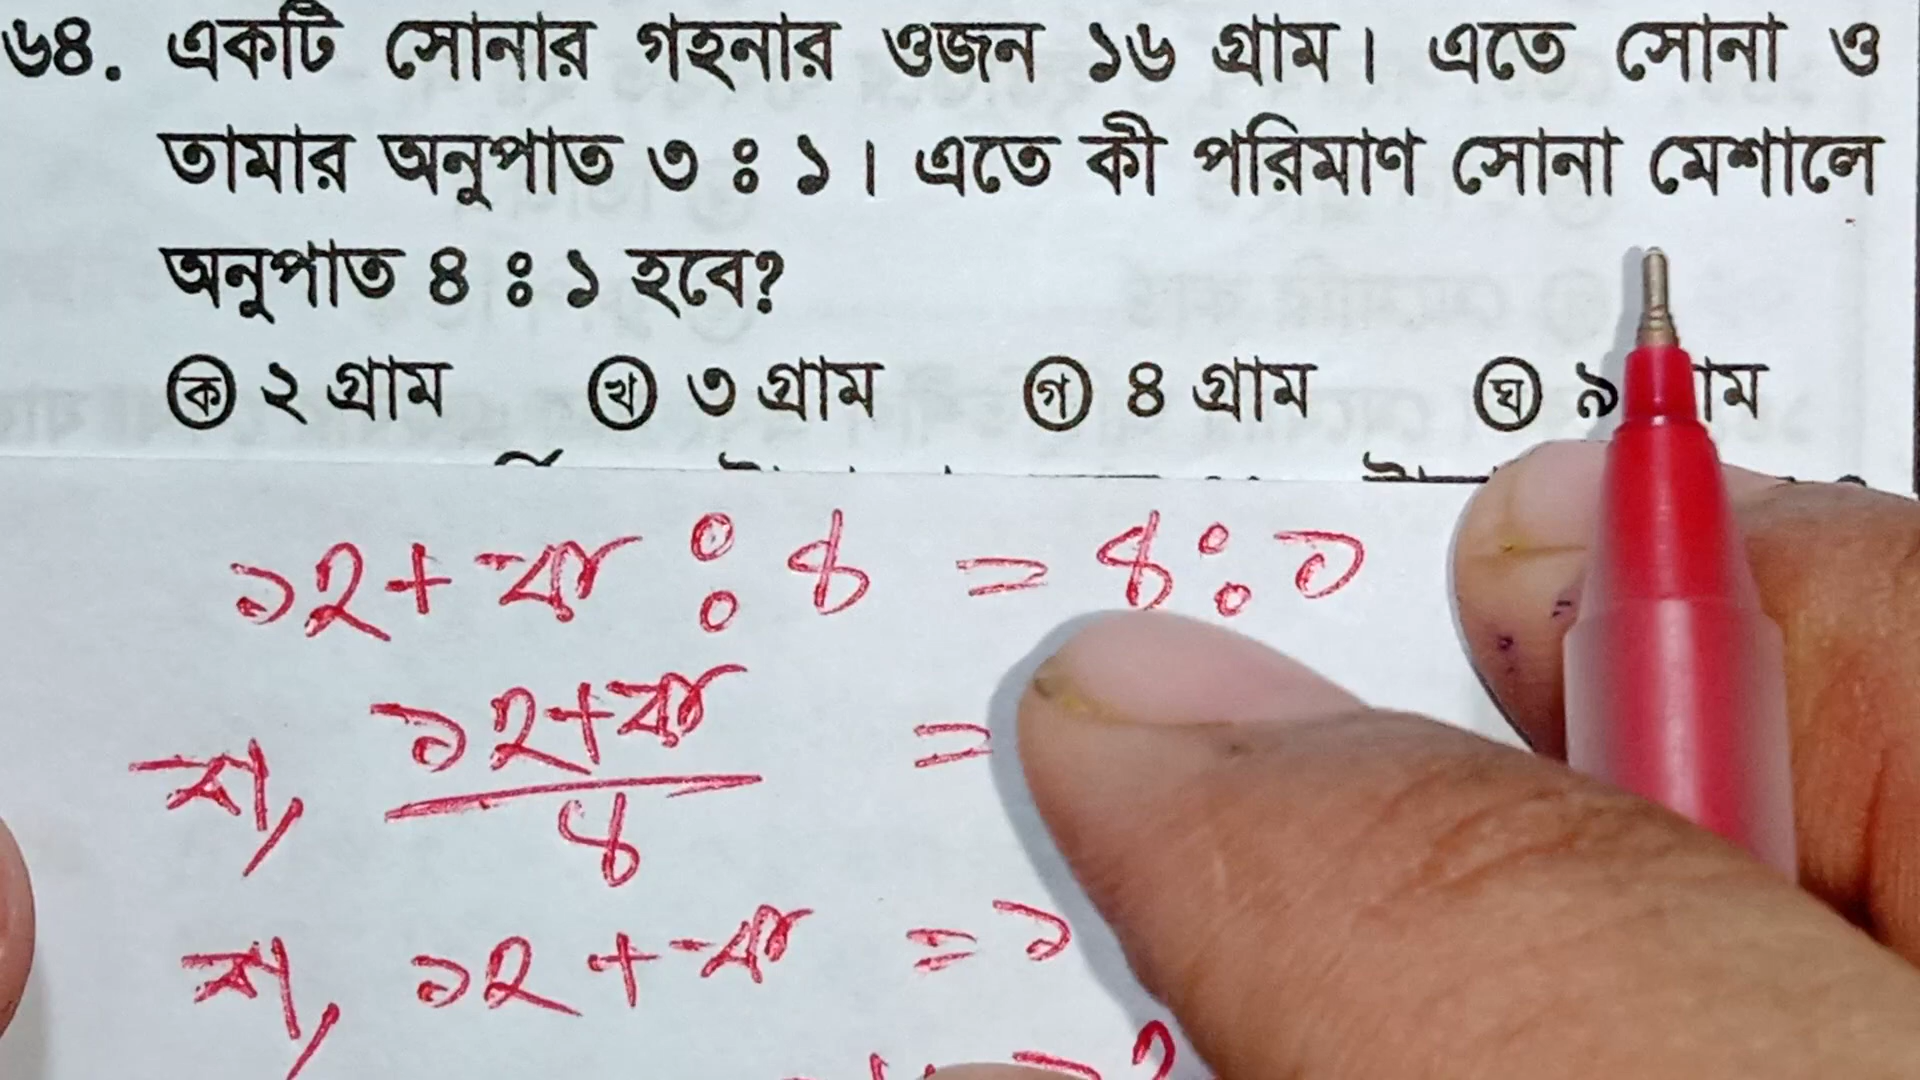 ৬৪. একটি সোনার গহনার ওজন ১৬ গ্রাম। এতে সোনা ও
তামার অনুপাত ৩ ঃ ১। এতে কী পরিমাণ সোনা মেশালে
অনুপাত ৪ ঃ ১ হবে?
ক ২ গ্রাম খ ৩ গ্রাম গ ৪ গ্রাম ঘ ৯
১২+ক ঃ ৪ = ৪ঃ১
বা, ১২+ক / ৪ =
বা, ১২+ক = ১